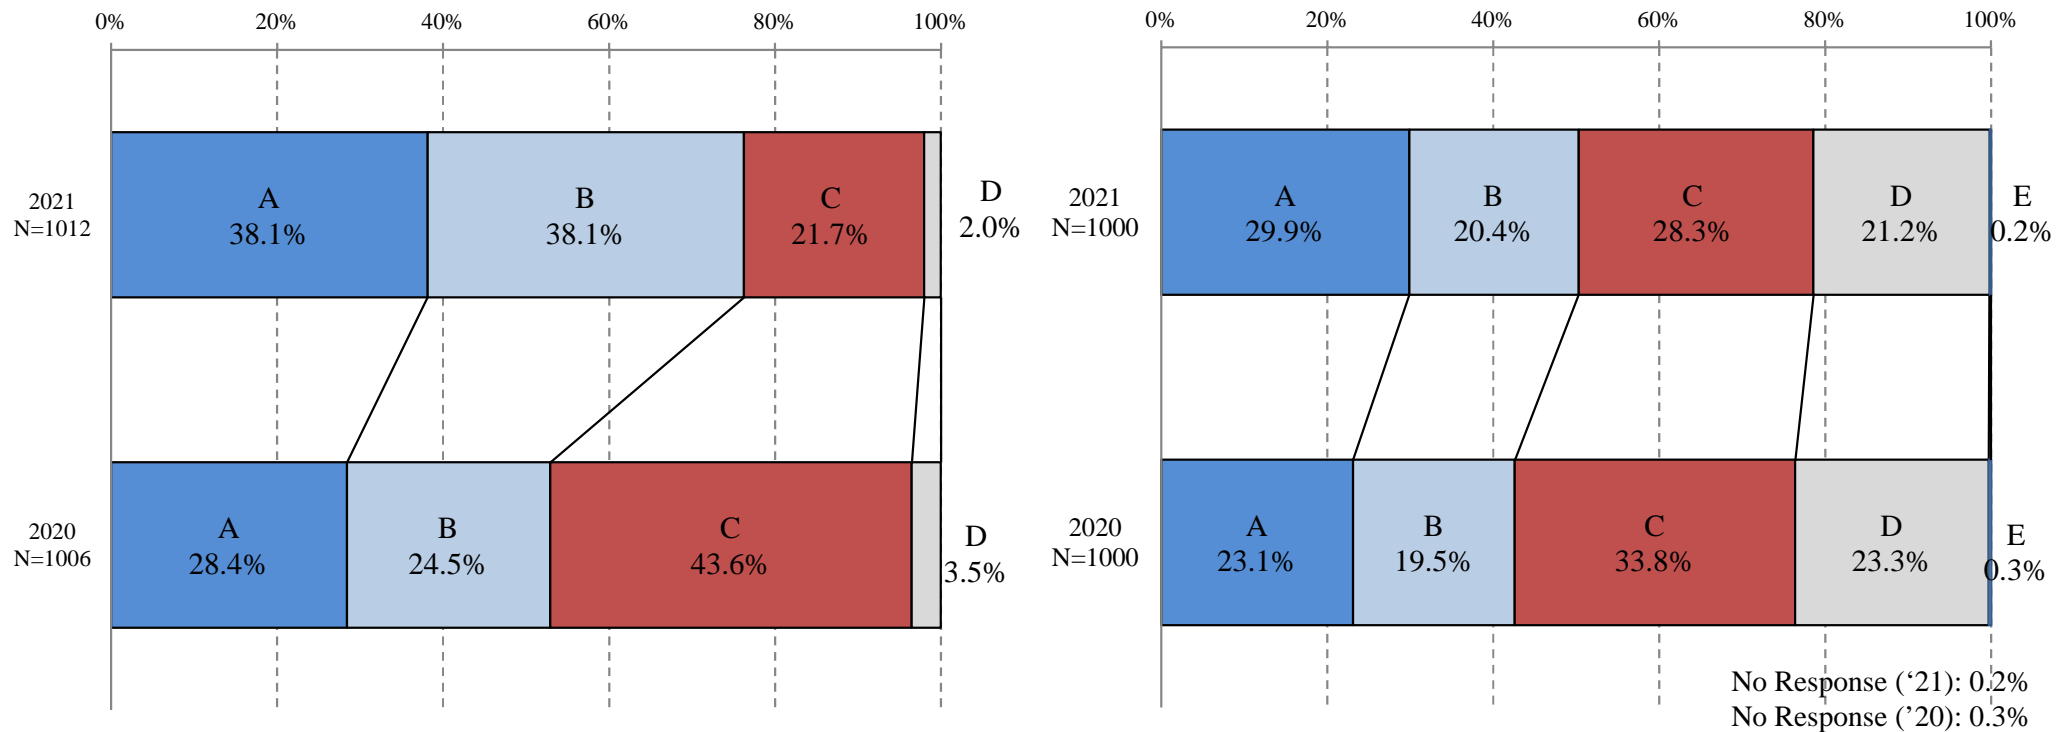 0% 20% 40% 60% 80% 100%
2021
N=1012
A
38.1%
B
38.1%
C
21.7%
D
2.0%
2020
N=1006
A
28.4%
B
24.5%
C
43.6%
D
3.5%
0% 20% 40% 60% 80% 100%
2021
N=1000
A
29.9%
B
20.4%
C
28.3%
D
21.2%
E
0.2%
2020
N=1000
A
23.1%
B
19.5%
C
33.8%
D
23.3%
E
0.3%
No Response (‘21): 0.2%
No Response (’20): 0.3%